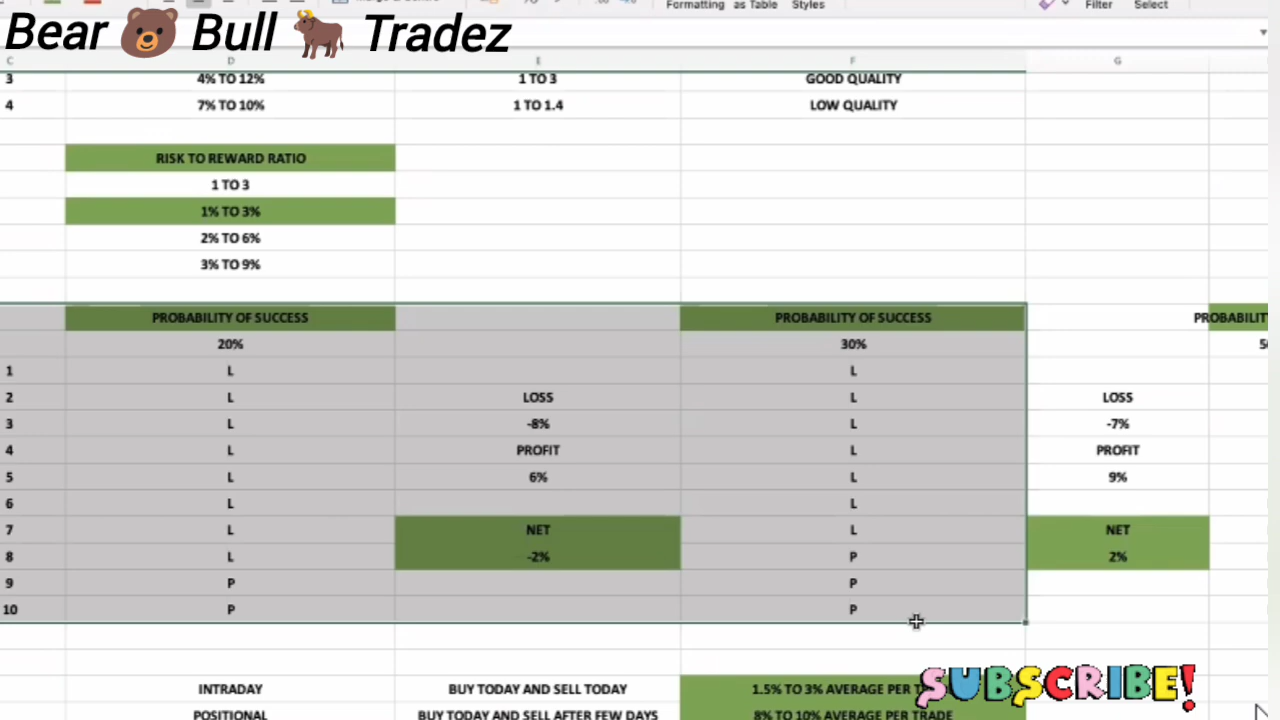 Formatting as Table Styles Filter Select
Bear Bull Tradez
C D E F G
3 4% TO 12% 1 TO 3 GOOD QUALITY
4 7% TO 10% 1 TO 1.4 LOW QUALITY
RISK TO REWARD RATIO
1 TO 3
1% TO 3%
2% TO 6%
3% TO 9%
PROBABILITY OF SUCCESS PROBABILITY OF SUCCESS
20% 30%
1 L L
2 L LOSS L LOSS
3 L -8% L -7%
4 L PROFIT L PROFIT
5 L 6% L 9%
6 L L
7 L NET L NET
8 L -2% P 2%
9 P P
10 P P
INTRADAY BUY TODAY AND SELL TODAY 1.5% TO 3% AVERAGE PER
SUBSCRIBE!
POSITIONAL BUY TODAY AND SELL AFTER FEW DAYS 8% TO 10% AVERAGE PER TRADE